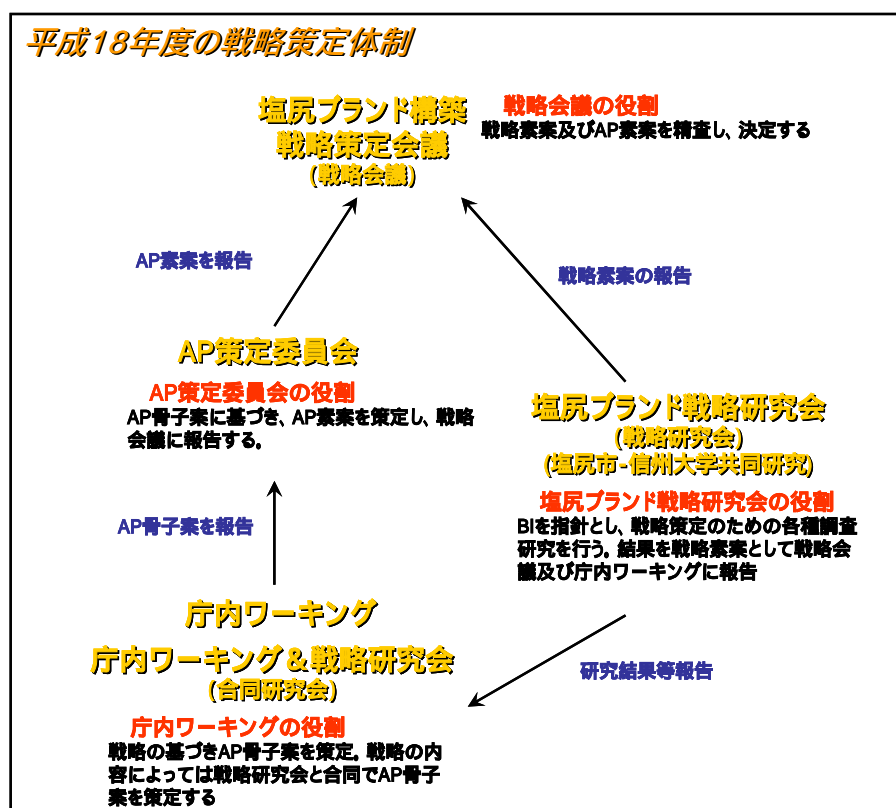 平成18年度の戦略策定体制
塩尻ブランド構築
戦略策定会議
(戦略会議)
戦略会議の役割
戦略素案及びAP素案を精査し、決定する
AP素案を報告
戦略素案の報告
AP策定委員会
AP策定委員会の役割
AP骨子案に基づき、AP素案を策定し、戦略
会議に報告する。
塩尻ブランド戦略研究会
(戦略研究会)
(塩尻市-信州大学共同研究)
塩尻ブランド戦略研究会の役割
BIを指針とし、戦略策定のための各種調査
研究を行う。結果を戦略素案として戦略会
議及び庁内ワーキングに報告
AP骨子案を報告
庁内ワーキング
庁内ワーキング＆戦略研究会
(合同研究会)
研究結果等報告
庁内ワーキングの役割
戦略の基づきAP骨子案を策定。戦略の内
容によっては戦略研究会と合同でAP骨子
案を策定する